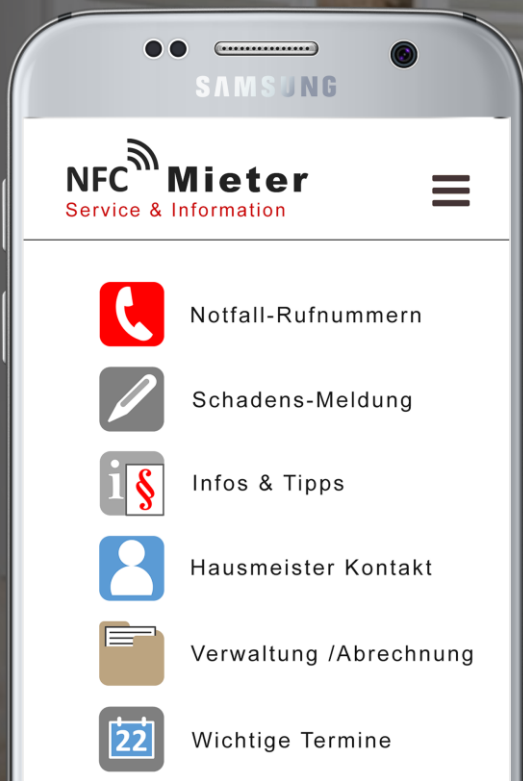 SAMSUNG
NFC Mieter
Service & Information
Notfall-Rufnummern
Schadens-Meldung
i §
Infos & Tipps
Hausmeister Kontakt
Verwaltung /Abrechnung
22
Wichtige Termine